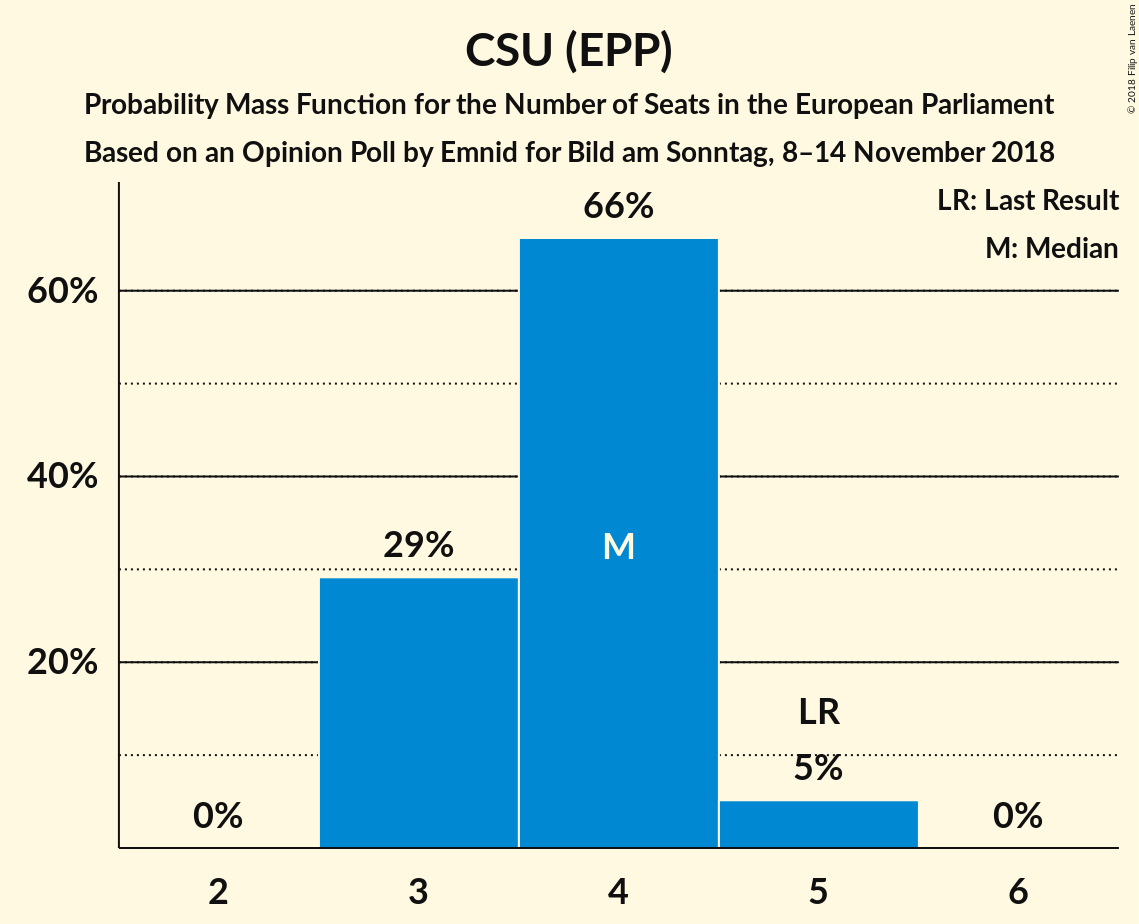 CSU (EPP)
Probability Mass Function for the Number of Seats in the European Parliament
Based on an Opinion Poll by Emnid for Bild am Sonntag, 8–14 November 2018
© 2018 Filip van Laenen
LR: Last Result
M: Median
66%
60%
40%
29%
M
20%
LR
5%
0%
0%
2 3 4 5 6